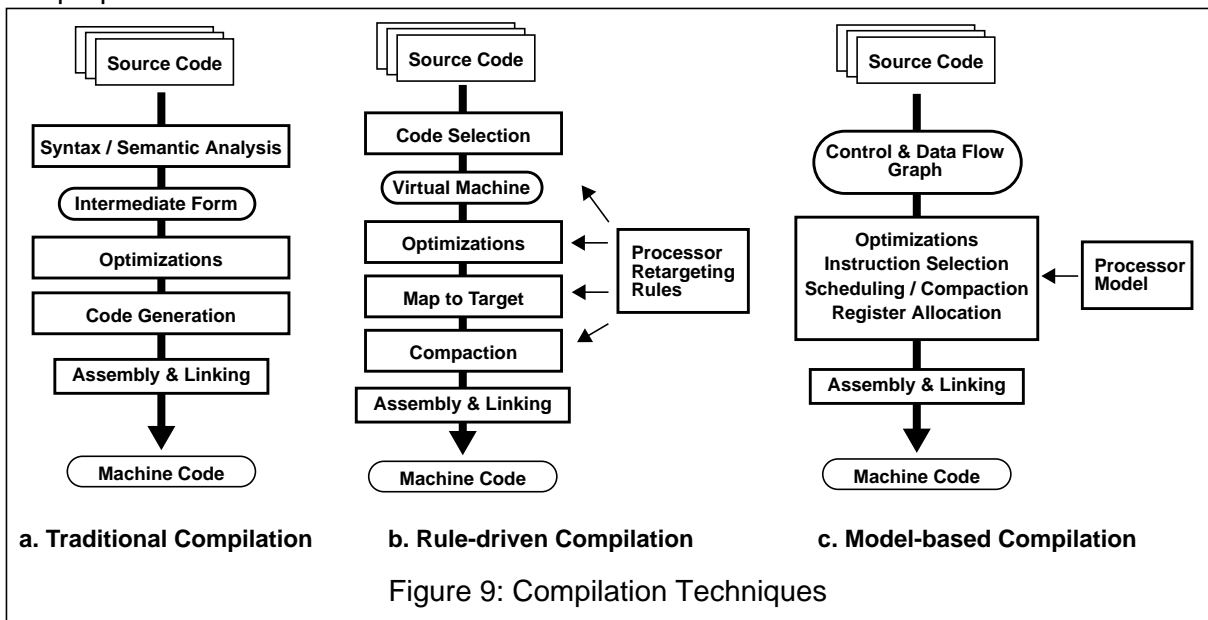 Source Code
Syntax / Semantic Analysis
Intermediate Form
Optimizations
Code Generation
Assembly & Linking
Machine Code
a. Traditional Compilation
Source Code
Code Selection
Virtual Machine
Optimizations
Map to Target
Compaction
Assembly & Linking
Machine Code
Processor
Retargeting
Rules
b. Rule-driven Compilation
Source Code
Control & Data Flow
Graph
Optimizations
Instruction Selection
Scheduling / Compaction
Register Allocation
Processor
Model
Assembly & Linking
Machine Code
c. Model-based Compilation
Figure 9: Compilation Techniques